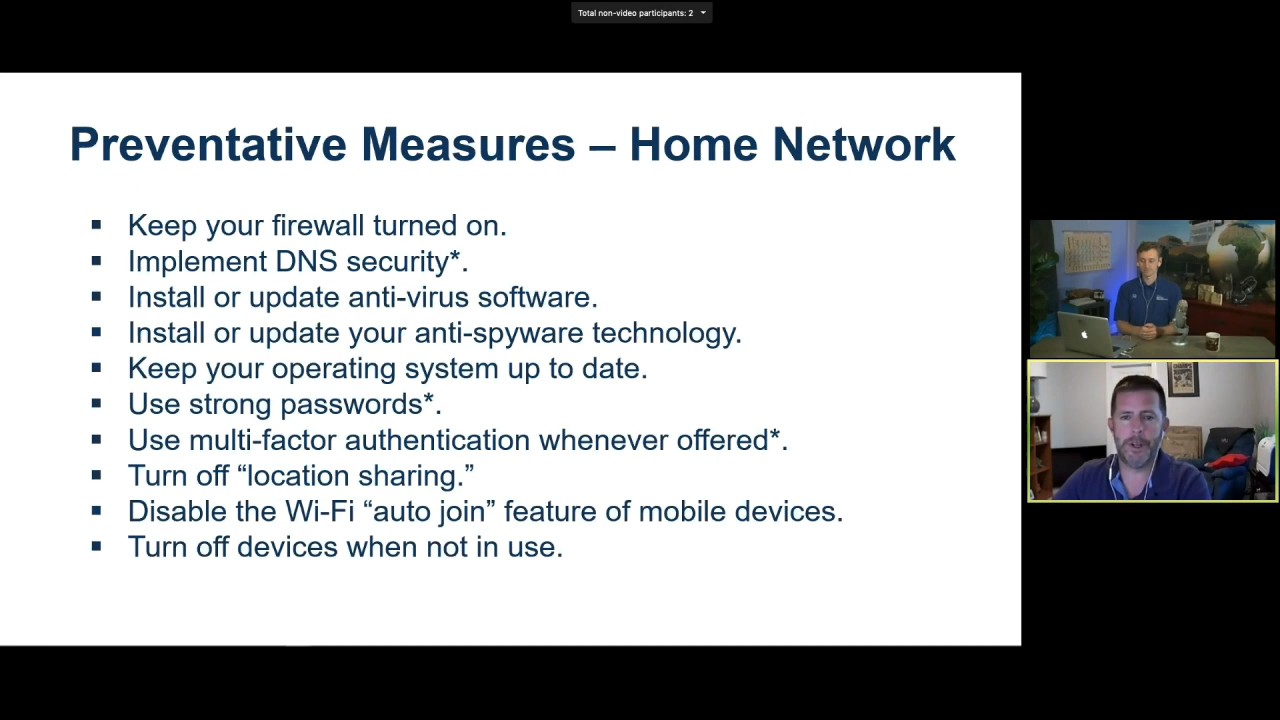 Total non-video participants: 2
Preventative Measures – Home Network
▪ Keep your firewall turned on.
▪ Implement DNS security*.
▪ Install or update anti-virus software.
▪ Install or update your anti-spyware technology.
▪ Keep your operating system up to date.
▪ Use strong passwords*.
▪ Use multi-factor authentication whenever offered*.
▪ Turn off “location sharing.”
▪ Disable the Wi-Fi “auto join” feature of mobile devices.
▪ Turn off devices when not in use.